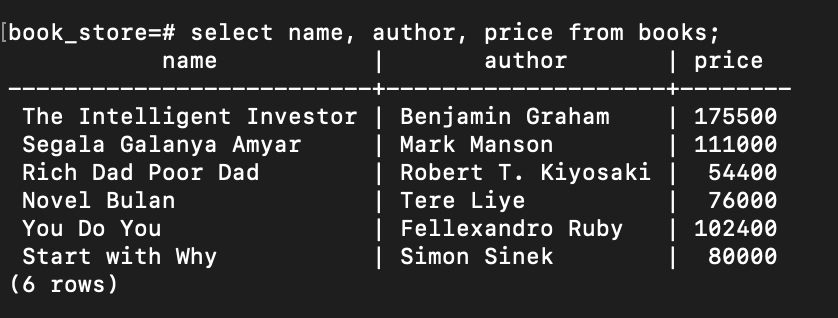 [book_store=# select name, author, price from books;
name | author | price
--------------------------+---------------------+--------
The Intelligent Investor | Benjamin Graham | 175500
Segala Galanya Amyar | Mark Manson | 111000
Rich Dad Poor Dad | Robert T. Kiyosaki | 54400
Novel Bulan | Tere Liye | 76000
You Do You | Fellexandro Ruby | 102400
Start with Why | Simon Sinek | 80000
(6 rows)